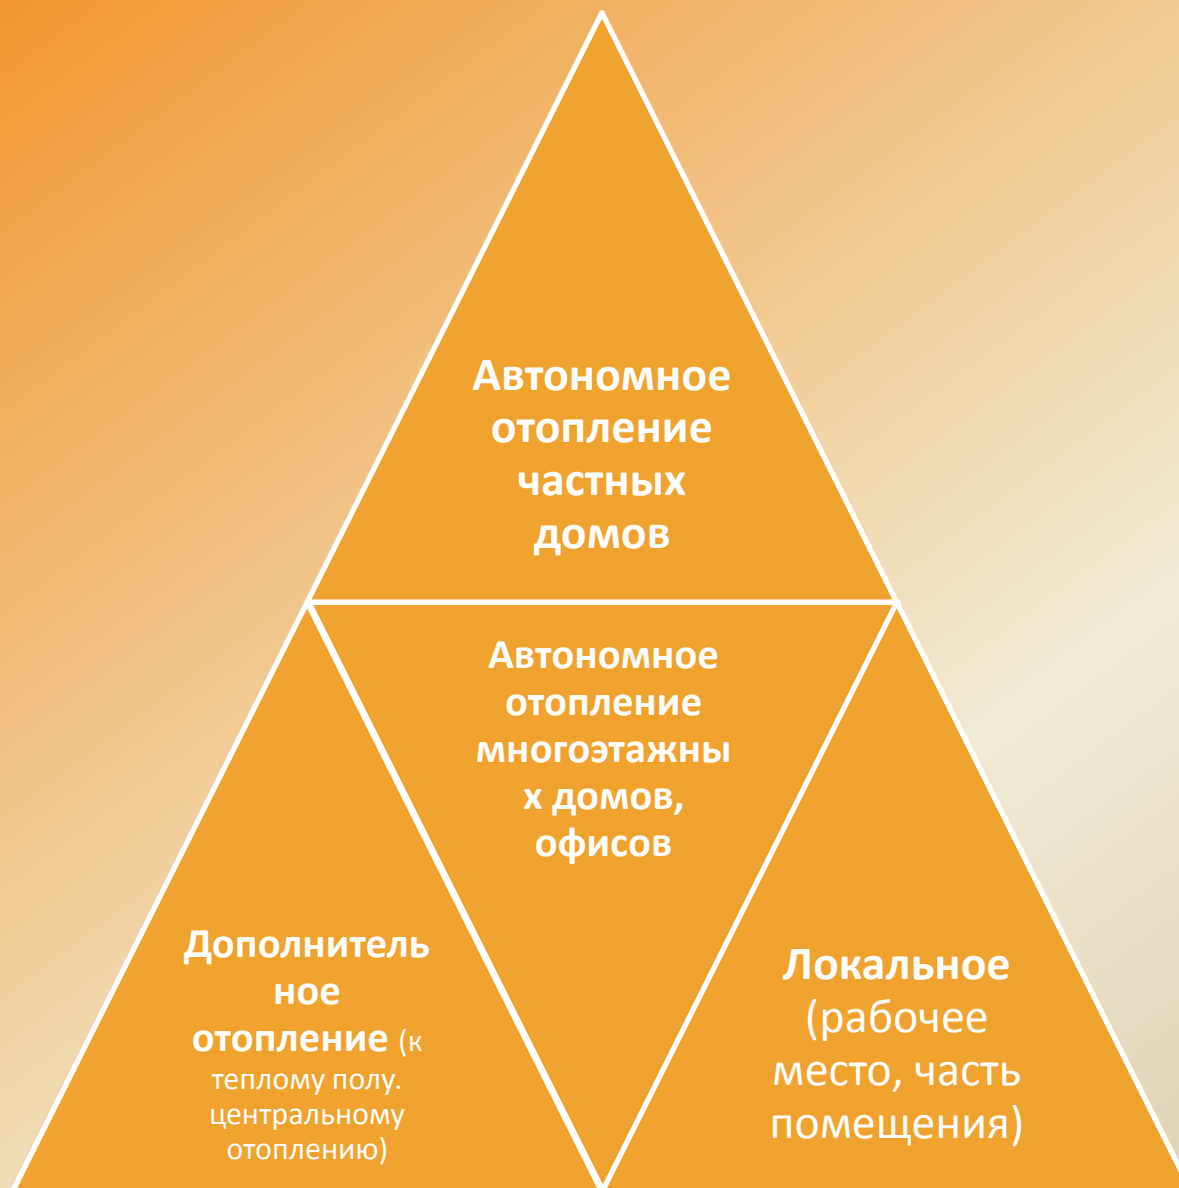 Автономное
отопление
частных
домов
Автономное
отопление
многоэтажны
х домов,
офисов
Дополнитель
ное
отопление (к
теплому полу.
центральному
отоплению)
Локальное
(рабочее
место, часть
помещения)